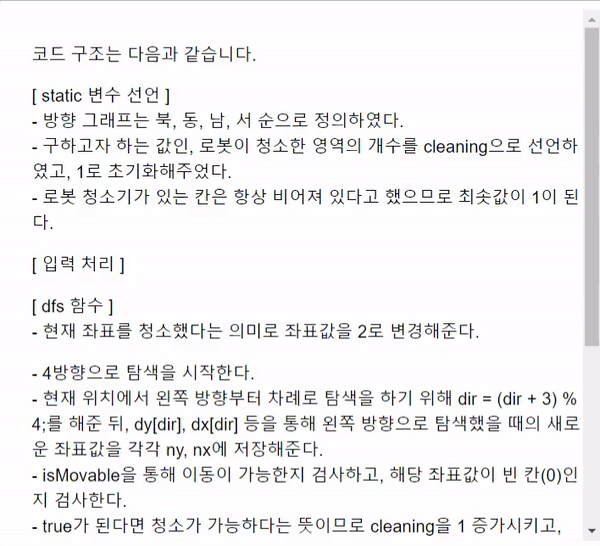 코드 구조는 다음과 같습니다.
[ static 변수 선언 ]
- 방향 그래프는 북, 동, 남, 서 순으로 정의하였다.
- 구하고자 하는 값인, 로봇이 청소한 영역의 개수를 cleaning으로 선언하
였고, 1로 초기화해주었다.
- 로봇 청소기가 있는 칸은 항상 비어져 있다고 했으므로 최솟값이 1이 된
다.
[ 입력 처리 ]
[ dfs 함수 ]
- 현재 좌표를 청소했다는 의미로 좌표값을 2로 변경해준다.
- 4방향으로 탐색을 시작한다.
- 현재 위치에서 왼쪽 방향부터 차례로 탐색을 하기 위해 dir = (dir + 3) %
4;를 해준 뒤, dy[dir], dx[dir] 등을 통해 왼쪽 방향으로 탐색했을 때의 새로
운 좌표값을 각각 ny, nx에 저장해준다.
- isMovable을 통해 이동이 가능한지 검사하고, 해당 좌표값이 빈 칸(0)인
지 검사한다.
- true가 된다면 청소가 가능하다는 뜻이므로 cleaning을 1 증가시키고,